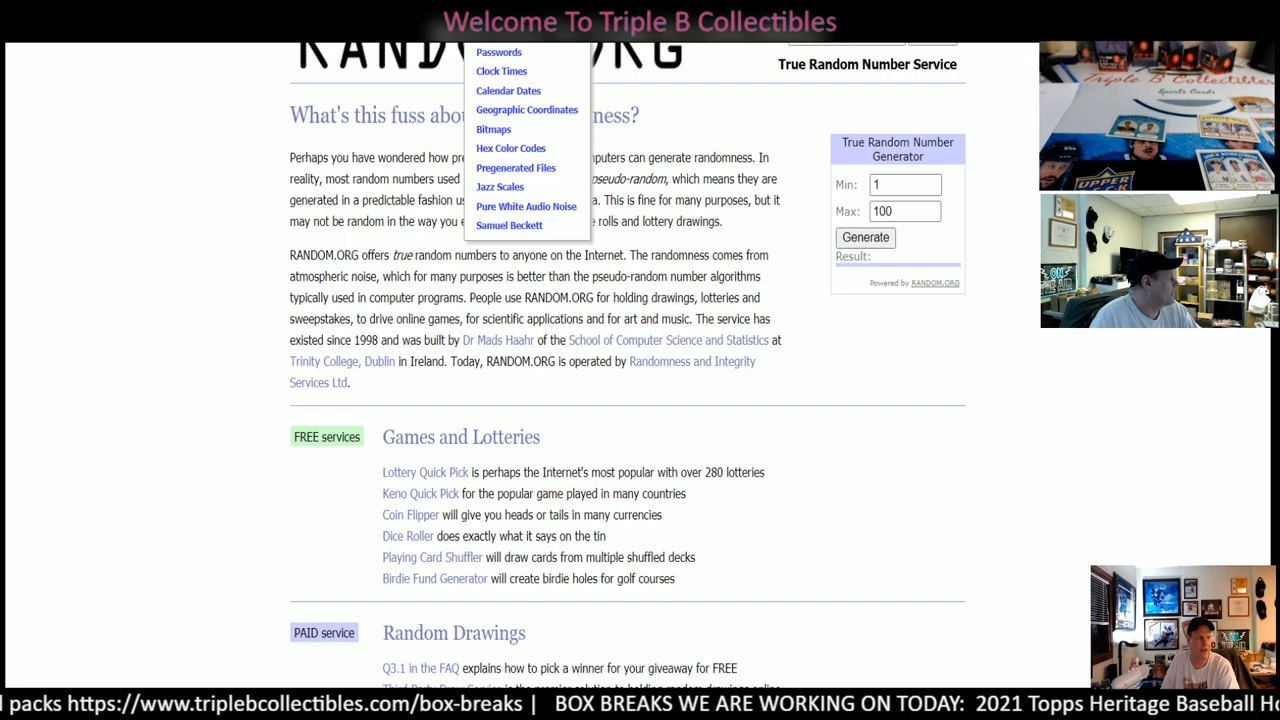 Welcome To Triple B Collectibles
True Random Number Service
Passwords
Clock Times
Calendar Dates
Geographic Coordinates
Bitmaps
Hex Color Codes
Pregenerated Files
Jazz Scales
Pure White Audio Noise
Samuel Beckett
What's this fuss abou ness?
Perhaps you have wondered how pre mputers can generate randomness. In
reality, most random numbers used pseudo-random, which means they are
generated in a predictable fashion us a. This is fine for many purposes, but it
may not be random in the way you e rolls and lottery drawings.
RANDOM.ORG offers true random numbers to anyone on the Internet. The randomness comes from
atmospheric noise, which for many purposes is better than the pseudo-random number algorithms
typically used in computer programs. People use RANDOM.ORG for holding drawings, lotteries and
sweepstakes, to drive online games, for scientific applications and for art and music. The service has
existed since 1998 and was built by Dr Mads Haahr of the School of Computer Science and Statistics at
Trinity College, Dublin in Ireland. Today, RANDOM.ORG is operated by Randomness and Integrity
Services Ltd.
True Random Number
Generator
Min: 1
Max: 100
Generate
Result:
Powered by RANDOM.ORG
FREE services
Games and Lotteries
Lottery Quick Pick is perhaps the Internet's most popular with over 280 lotteries
Keno Quick Pick for the popular game played in many countries
Coin Flipper will give you heads or tails in many currencies
Dice Roller does exactly what it says on the tin
Playing Card Shuffler will draw cards from multiple shuffled decks
Birdie Fund Generator will create birdie holes for golf courses
PAID service
Random Drawings
Q3.1 in the FAQ explains how to pick a winner for your giveaway for FREE
Triple B Collectibles
Sports Cards
UPPER
ON
THE AIR
d packs https://www.triplebcollectibles.com/box-breaks | BOX BREAKS WE ARE WORKING ON TODAY: 2021 Topps Heritage Baseball Ho